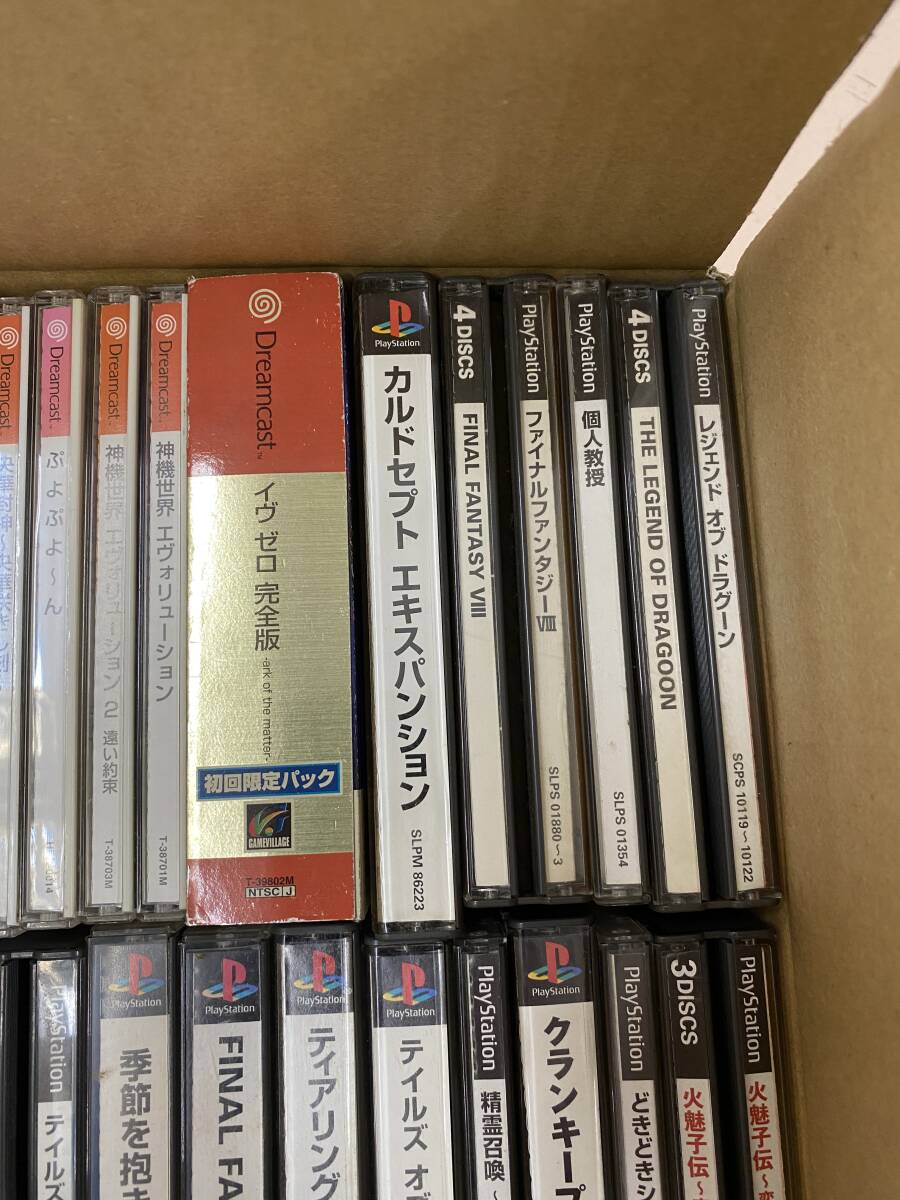 Dreamcast
Dreamcast
ぷよぷよ～ん
Dreamcast
神機世界 エヴォリューション 2 遠い約束
T-38703M
Dreamcast
神機世界 エヴォリューション
T-38701M
Dreamcast
イヴ ゼロ 完全版
-ark of the matter-
初回限定パック
GAMEVILLAGE
T-39802M
NTSC J
PlayStation
カルドセプト エキスパンション
SLPM 86223
4 DISCS
FINAL FANTASY VIII
PlayStation
ファイナルファンタジー VIII
SLPS 01880～3
PlayStation
個人教授
SLPS 01354
4 DISCS
THE LEGEND OF DRAGOON
PlayStation
レジェンド オブ ドラグーン
SCPS 10119～10122
PlayStation
テイルズ
PlayStation
季節を抱き
PlayStation
FINAL FA
PlayStation
ティアリング
PlayStation
テイルズ オブ
PlayStation
精霊召喚～
PlayStation
クランキープ
PlayStation
どきどきシ
3 DISCS
火魅子伝～
PlayStation
火魅子伝～恋